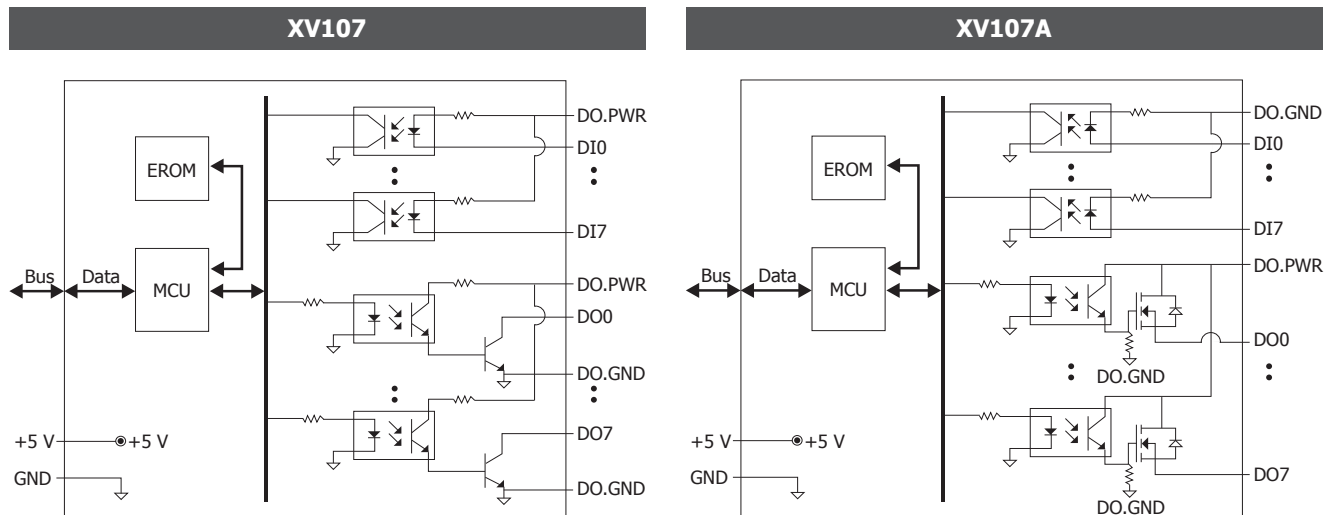 XV107
DO.PWR
DI0
EROM
DI7
Bus
Data
MCU
DO.PWR
DO0
DO.GND
DO7
+5 V
+5 V
GND
DO.GND
XV107A
DO.GND
DI0
EROM
DI7
Bus
Data
MCU
DO.PWR
DO0
DO.GND
+5 V
+5 V
GND
DO7
DO.GND